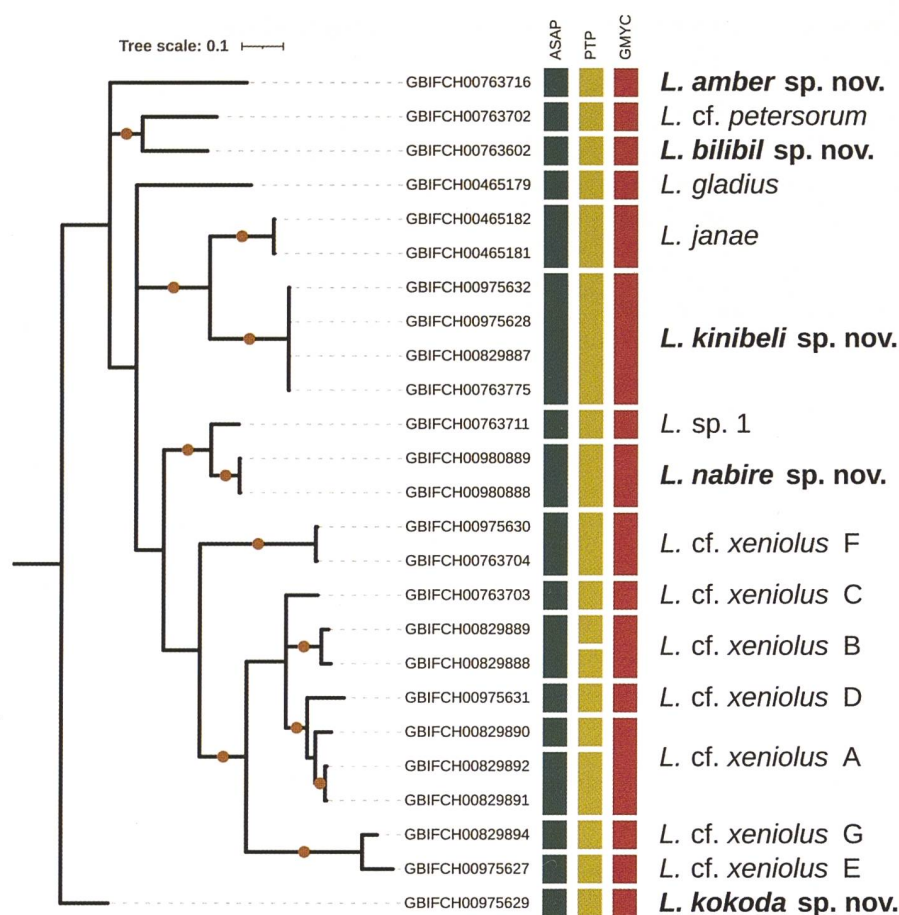 ASAP PTP GMYC
Tree scale: 0.1
GBIFCH00763716 L. amber sp. nov.
GBIFCH00763702 L. cf. petersorum
GBIFCH00763602 L. bilibil sp. nov.
GBIFCH00465179 L. gladius
GBIFCH00465182
L. janae
GBIFCH00465181
GBIFCH00975632
GBIFCH00975628
L. kinibeli sp. nov.
GBIFCH00829887
GBIFCH00763775
GBIFCH00763711 L. sp. 1
GBIFCH00980889
L. nabire sp. nov.
GBIFCH00980888
GBIFCH00975630
L. cf. xeniolus F
GBIFCH00763704
GBIFCH00763703 L. cf. xeniolus C
GBIFCH00829889
L. cf. xeniolus B
GBIFCH00829888
GBIFCH00975631 L. cf. xeniolus D
GBIFCH00829890
L. cf. xeniolus A
GBIFCH00829892
GBIFCH00829891
GBIFCH00829894 L. cf. xeniolus G
GBIFCH00975627 L. cf. xeniolus E
GBIFCH00975629 L. kokoda sp. nov.